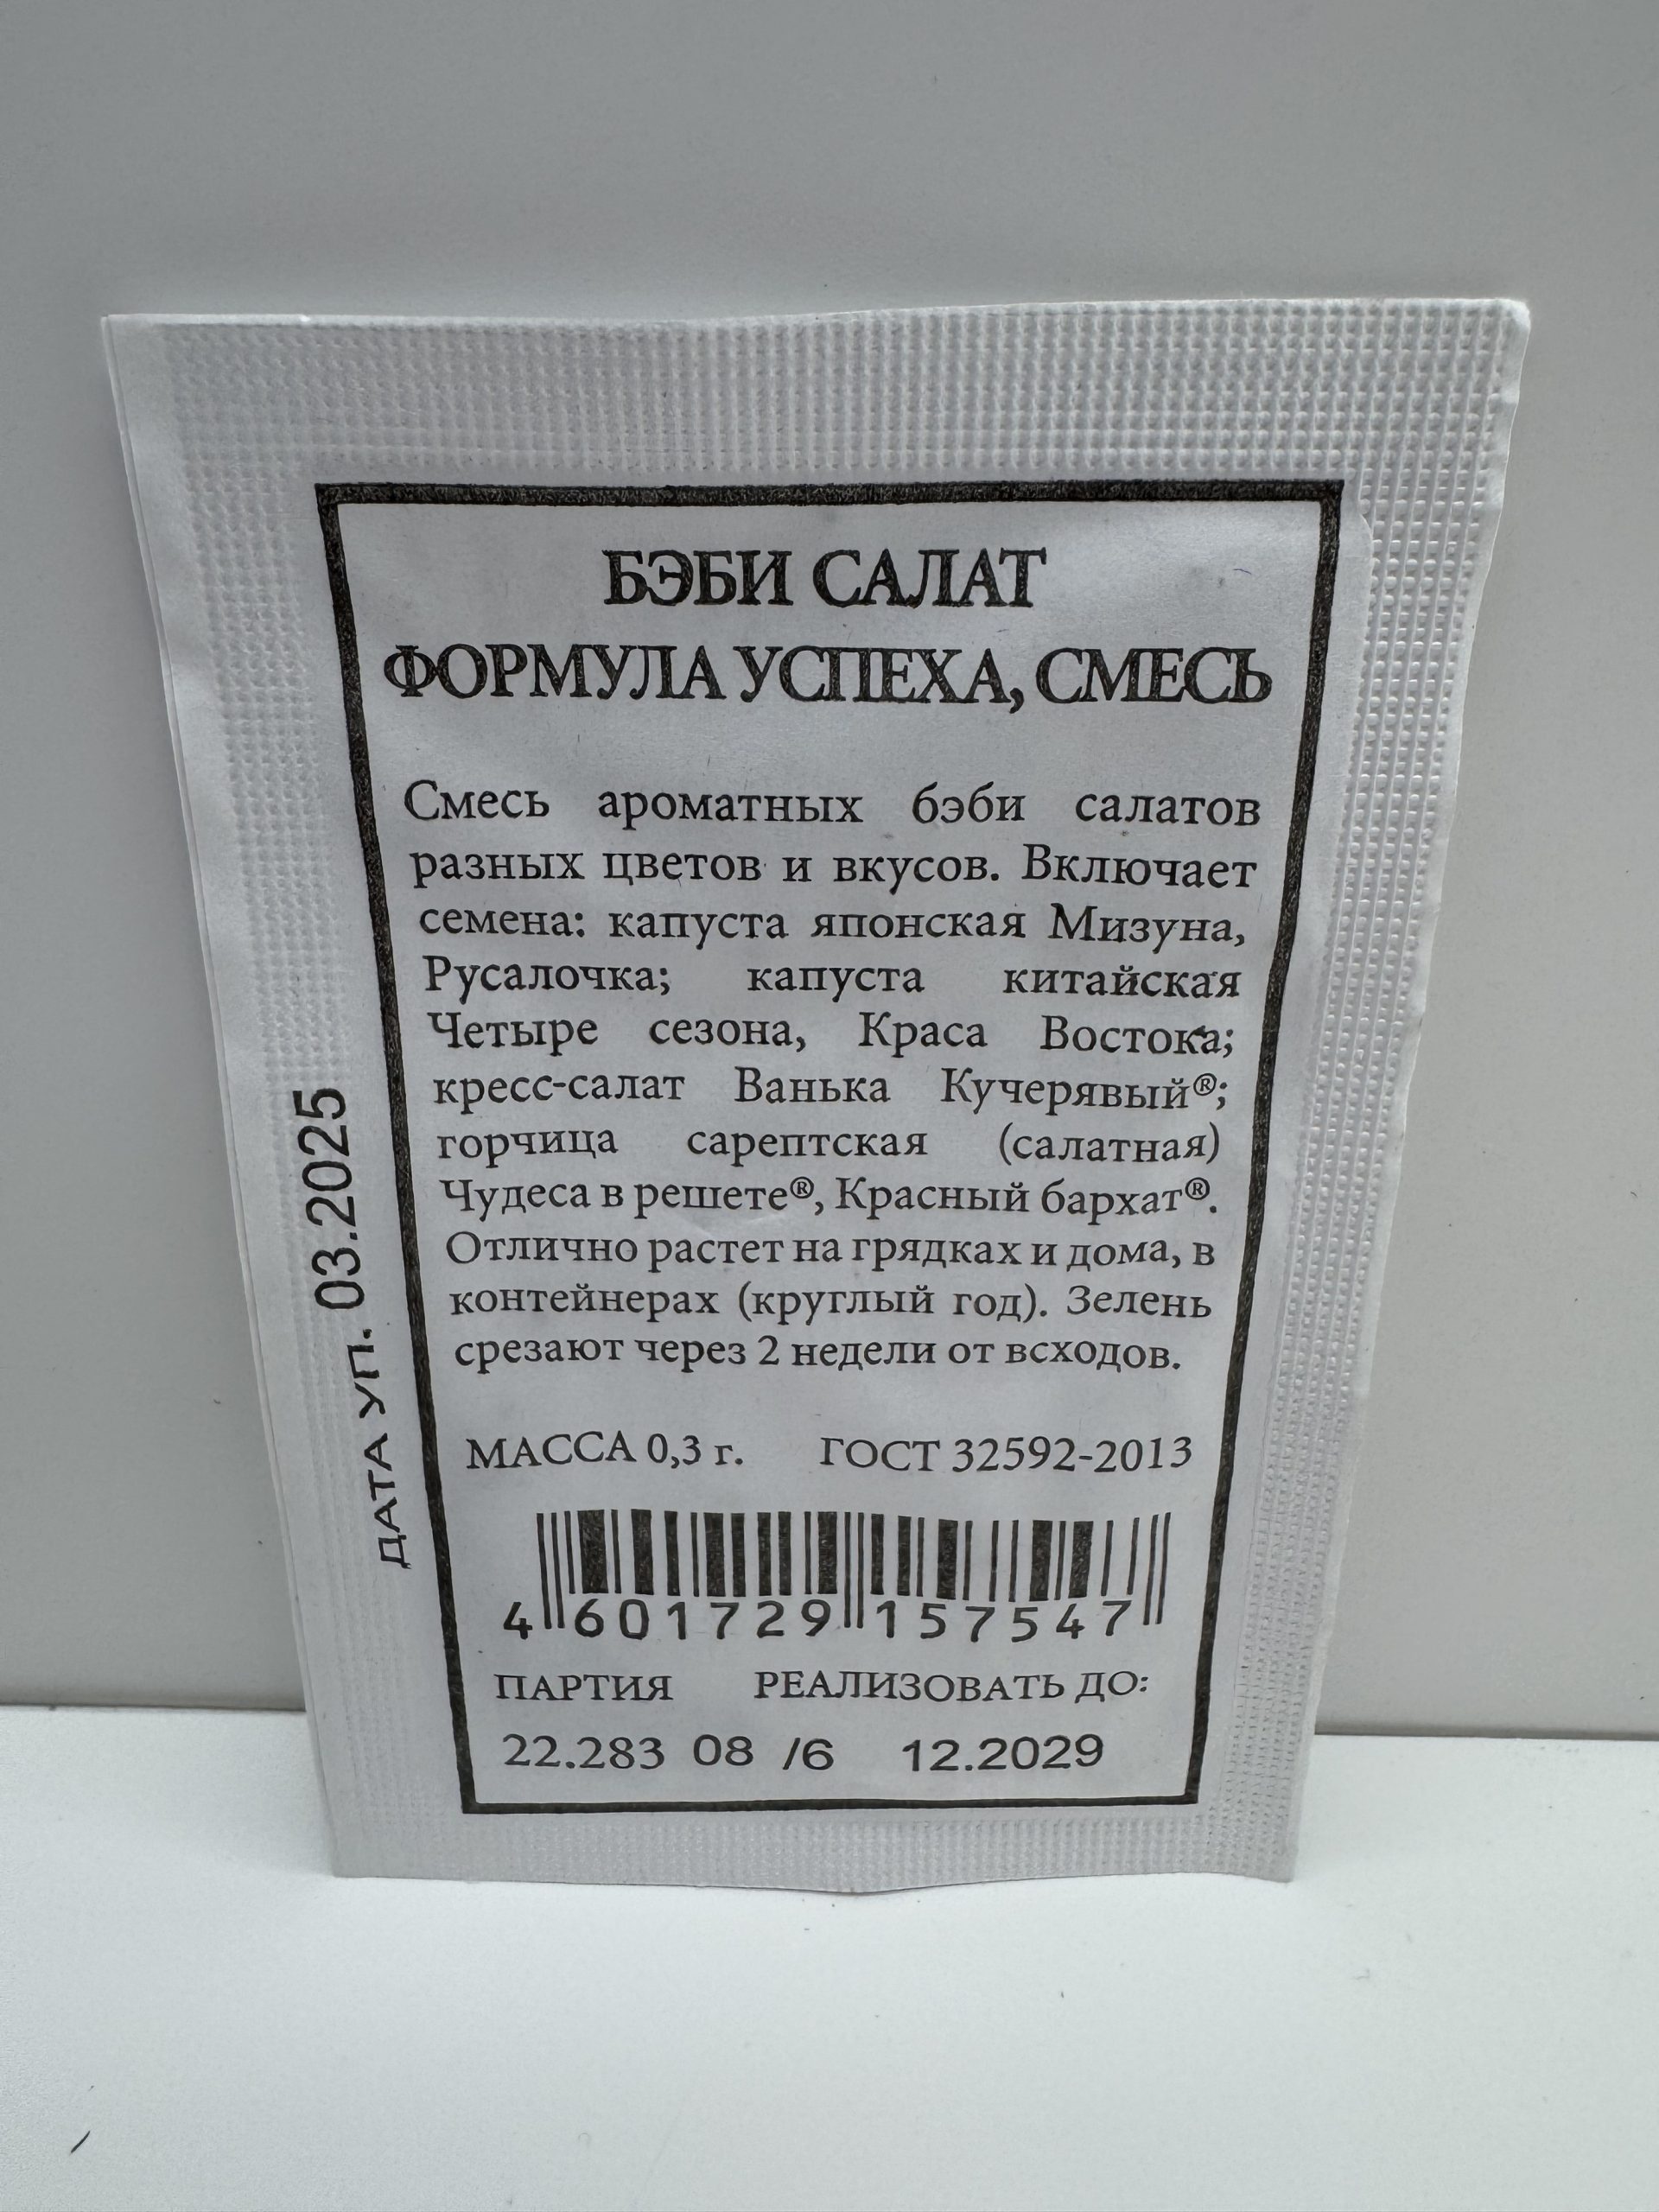 БЭБИ САЛАТ
ФОРМУЛА УСПЕХА, СМЕСЬ
Смесь ароматных бэби салатов
разных цветов и вкусов. Включает
семена: капуста японская Мизуна,
Русалочка; капуста китайская
Четыре сезона, Краса Востока;
кресс-салат Ванька Кучерявый®;
горчица сарептская (салатная)
Чудеса в решете®, Красный бархат®.
Отлично растет на грядках и дома, в
контейнерах (круглый год). Зелень
срезают через 2 недели от всходов.
МАССА 0,3 г. ГОСТ 32592-2013
4 601729 157547
ПАРТИЯ РЕАЛИЗОВАТЬ ДО:
22.283 08 /6 12.2029
ДАТА УП. 03.2025